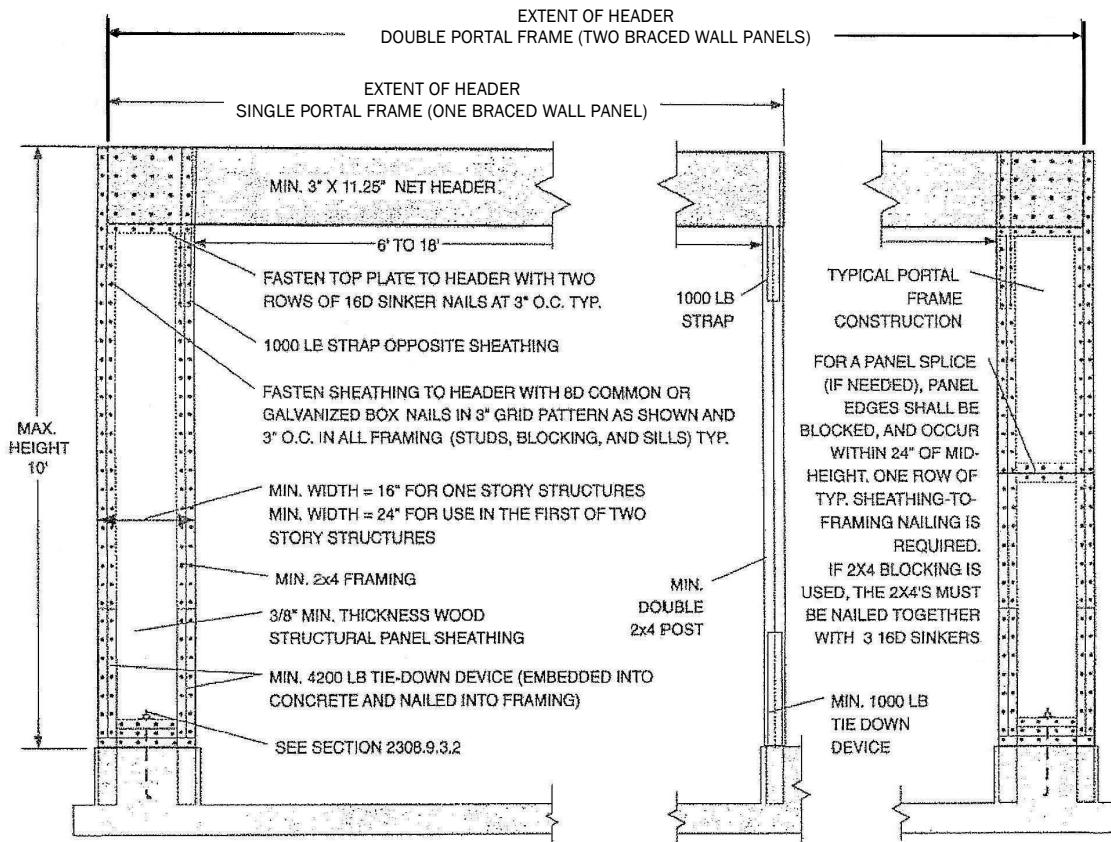 EXTENT OF HEADER
DOUBLE PORTAL FRAME (TWO BRACED WALL PANELS)
EXTENT OF HEADER
SINGLE PORTAL FRAME (ONE BRACED WALL PANEL)
MIN. 3" X 11.25" NET HEADER
6' TO 18'
FASTEN TOP PLATE TO HEADER WITH TWO
ROWS OF 16D SINKER NAILS AT 3" O.C. TYP.
1000 LB STRAP OPPOSITE SHEATHING
FASTEN SHEATHING TO HEADER WITH 8D COMMON OR
GALVANIZED BOX NAILS IN 3" GRID PATTERN AS SHOWN AND
3" O.C. IN ALL FRAMING (STUDS, BLOCKING, AND SILLS) TYP.
MAX.
HEIGHT
10'
MIN. WIDTH = 16" FOR ONE STORY STRUCTURES
MIN. WIDTH = 24" FOR USE IN THE FIRST OF TWO
STORY STRUCTURES
MIN. 2x4 FRAMING
3/8" MIN. THICKNESS WOOD
STRUCTURAL PANEL SHEATHING
MIN. 4200 LB TIE-DOWN DEVICE (EMBEDDED INTO
CONCRETE AND NAILED INTO FRAMING)
SEE SECTION 2308.9.3.2
1000 LB
STRAP
MIN.
DOUBLE
2x4 POST
MIN. 1000 LB
TIE DOWN
DEVICE
TYPICAL PORTAL
FRAME
CONSTRUCTION
FOR A PANEL SPLICE
(IF NEEDED), PANEL
EDGES SHALL BE
BLOCKED, AND OCCUR
WITHIN 24" OF MID-
HEIGHT. ONE ROW OF
TYP. SHEATHING-TO-
FRAMING NAILING IS
REQUIRED.
IF 2X4 BLOCKING IS
USED, THE 2X4'S MUST
BE NAILED TOGETHER
WITH 3 16D SINKERS